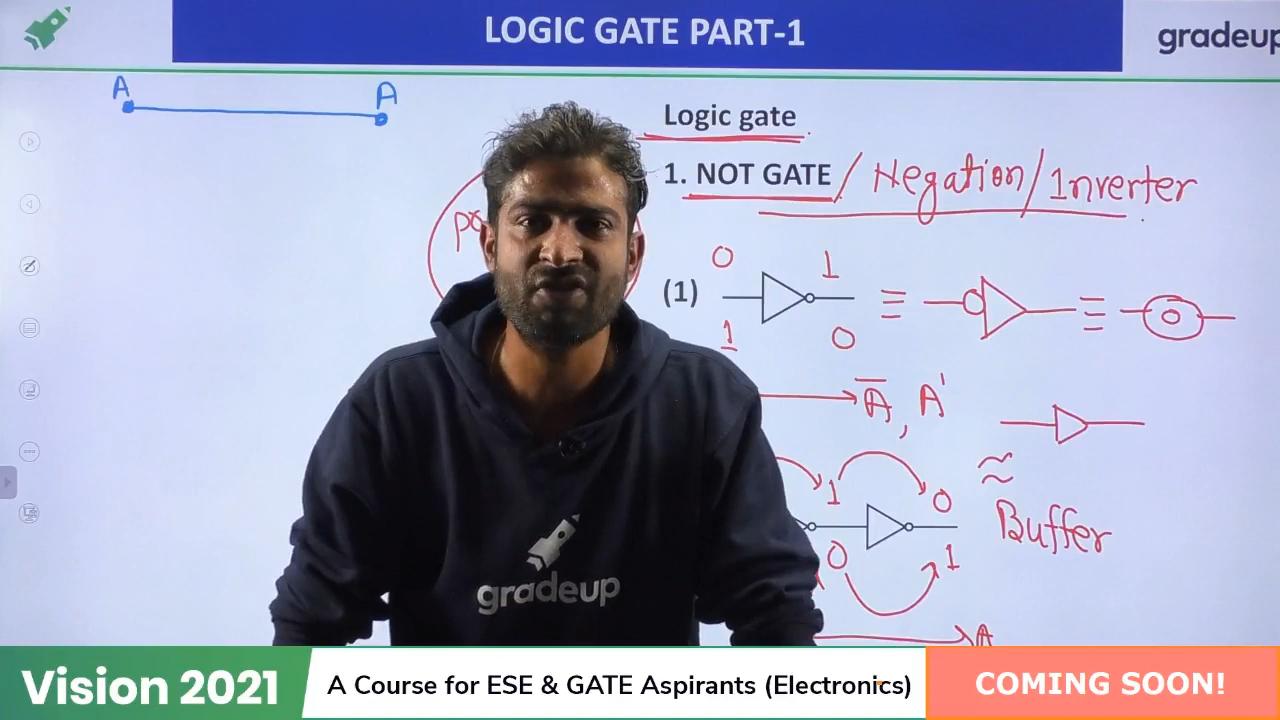 LOGIC GATE PART-1
gradeup
A A
Logic gate
1. NOT GATE / Negation / Inverter
0 1
(1) ≡ ≡
1 0
A̅, A'
1 0
≈
Buffer
0 1
A
gradeup
Vision 2021
A Course for ESE & GATE Aspirants (Electronics)
COMING SOON!